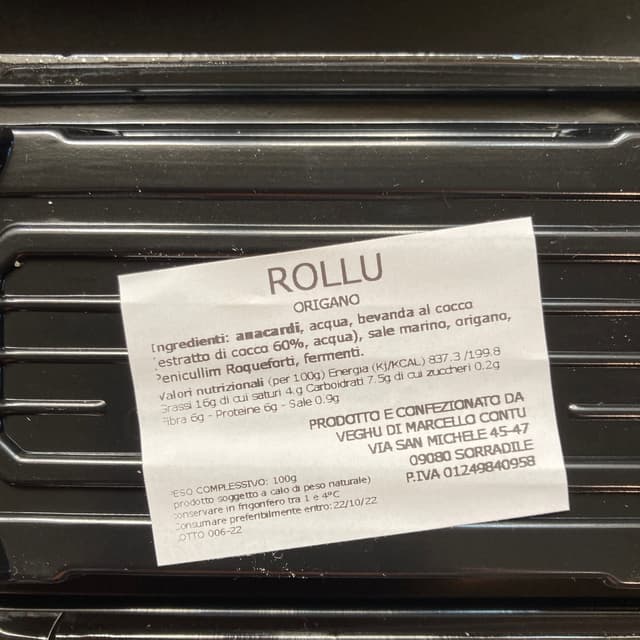 ROLLU
ORIGANO
Ingredienti: anacardi, acqua, bevanda al cocco
(estratto di cocco 60%, acqua), sale marino, origano,
Penicullim Roqueforti, fermenti.
Valori nutrizionali (per 100g) Energia (Kj/KCAL) 837.3 /199.8
Grassi 16g di cui saturi 4.g Carboidrati 7.5g di cui zuccheri 0.2g
Fibra 6g - Proteine 6g - Sale 0.9g
PRODOTTO E CONFEZIONATO DA
VEGHU DI MARCELLO CONTU
VIA SAN MICHELE 45-47
09080 SORRADILE
P.IVA 01249840958
PESO COMPLESSIVO: 100g
(prodotto soggetto a calo di peso naturale)
conservare in frigorifero tra 1 e 4°C
Consumare preferibilmente entro:22/10/22
LOTTO 006-22